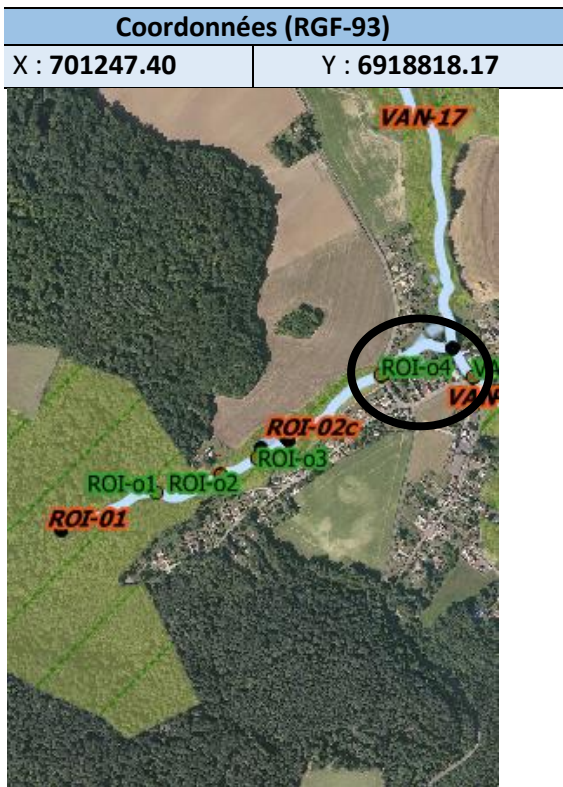 Coordonnées (RGF-93)
X : 701247.40 Y : 6918818.17
VAN-17
ROI-o4
ROI-02c
ROI-o3
ROI-o1 ROI-o2
ROI-01